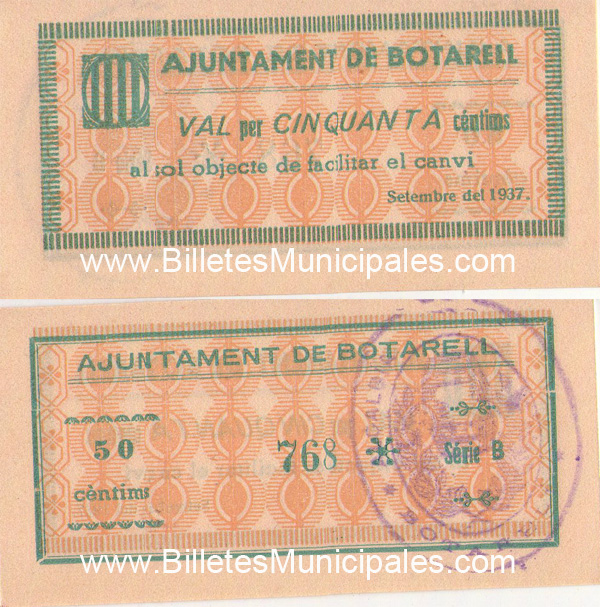 AJUNTAMENT DE BOTARELL
VAL per CINQUANTA cèntims
al sol objecte de facilitar el canvi
Setembre del 1937.
www.BilletesMunicipales.com
AJUNTAMENT DE BOTARELL
50
768
Sèrie B
cèntims
www.BilletesMunicipales.com